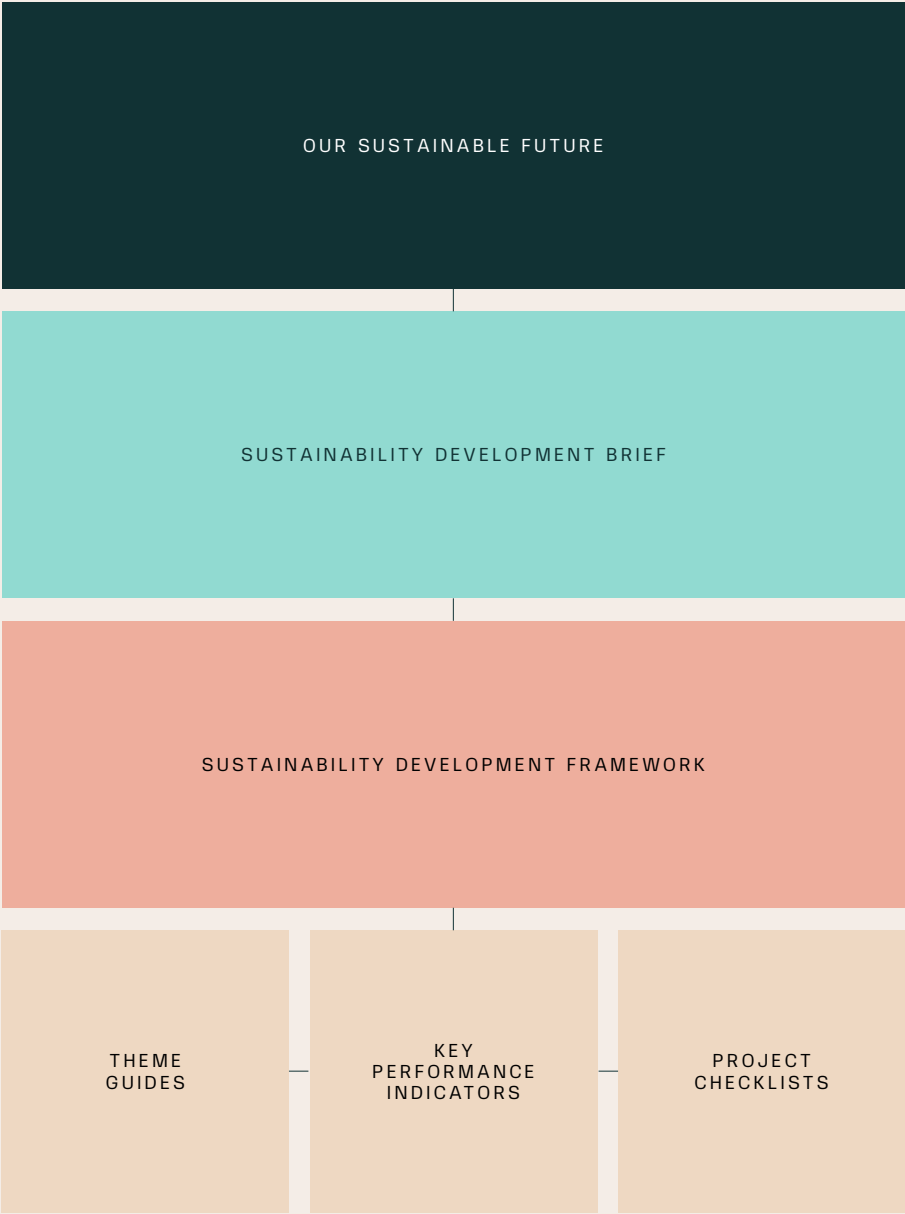 OUR SUSTAINABLE FUTURE
SUSTAINABILITY DEVELOPMENT BRIEF
SUSTAINABILITY DEVELOPMENT FRAMEWORK
THEME
GUIDES
KEY
PERFORMANCE
INDICATORS
PROJECT
CHECKLISTS